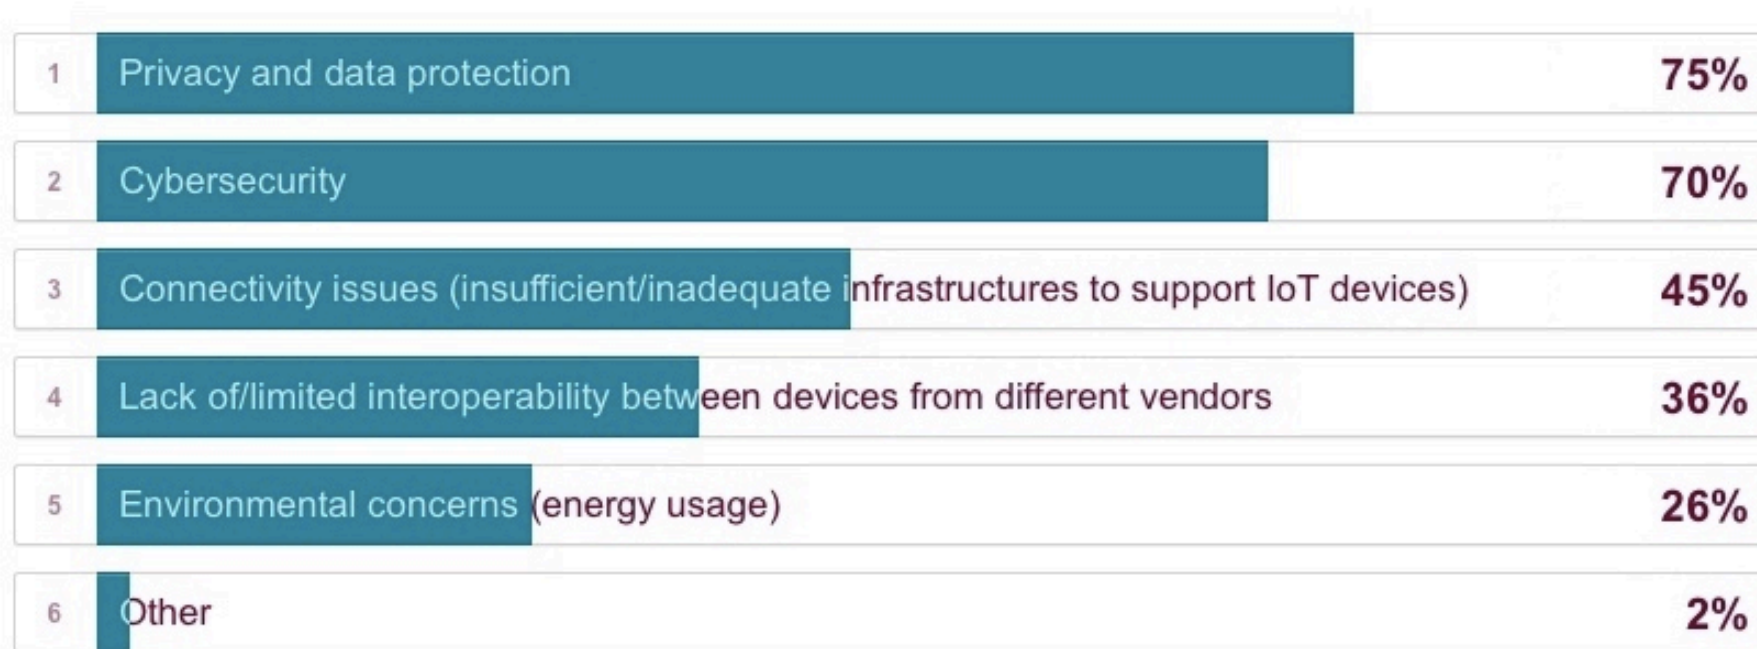 1 Privacy and data protection 75%
2 Cybersecurity 70%
3 Connectivity issues (insufficient/inadequate infrastructures to support IoT devices) 45%
4 Lack of/limited interoperability between devices from different vendors 36%
5 Environmental concerns (energy usage) 26%
6 Other 2%